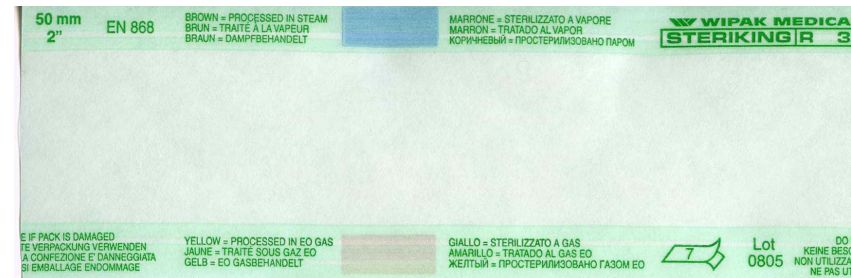 50 mm
2”
EN 868
BROWN = PROCESSED IN STEAM
BRUN = TRAITÉ À LA VAPEUR
BRAUN = DAMPFBEHANDELT
MARRONE = STERILIZZATO A VAPORE
MARRON = TRATADO AL VAPOR
КОРИЧНЕВЫЙ = ПРОСТЕРИЛИЗОВАНО ПАРОМ
WIPAK MEDICA
STERIKING R 3
E IF PACK IS DAMAGED
TE VERPACKUNG VERWENDEN
A CONFEZIONE E' DANNEGGIATA
SI EMBALLAGE ENDOMMAGE
YELLOW = PROCESSED IN EO GAS
JAUNE = TRAITÉ SOUS GAZ EO
GELB = EO GASBEHANDELT
GIALLO = STERILIZZATO A GAS
AMARILLO = TRATADO AL GAS EO
ЖЕЛТЫЙ = ПРОСТЕРИЛИЗОВАНО ГАЗОМ ЕО
7
Lot
0805
DO
KEINE BESC
NON UTILIZZA
NE PAS U